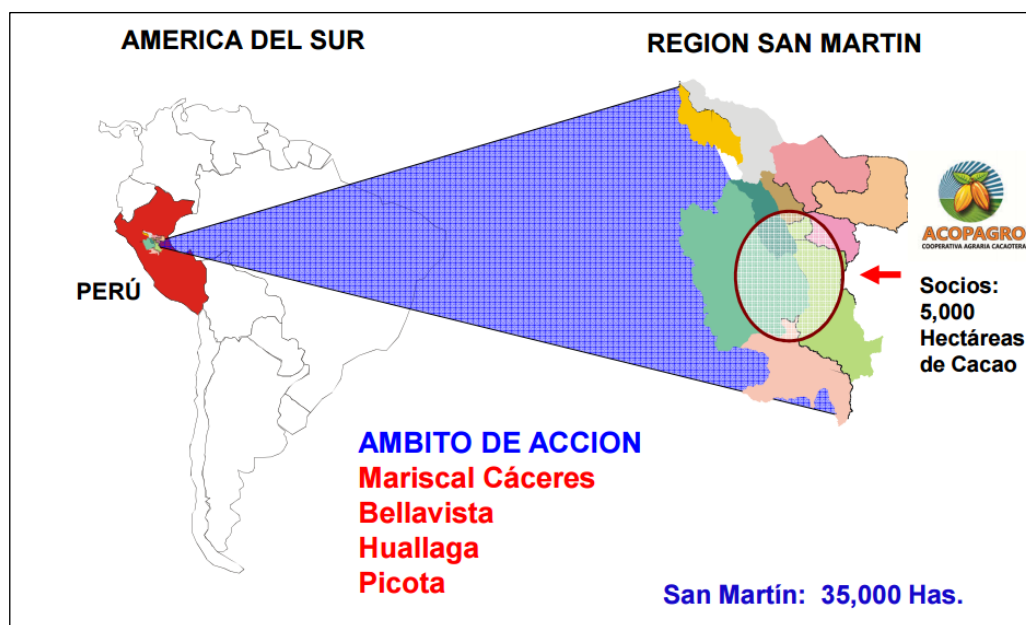 AMERICA DEL SUR
REGION SAN MARTIN
PERÚ
ACOPAGRO
COOPERATIVA AGRARIA CACAOTERA
Socios:
5,000
Hectáreas
de Cacao
AMBITO DE ACCION
Mariscal Cáceres
Bellavista
Huallaga
Picota
San Martín: 35,000 Has.